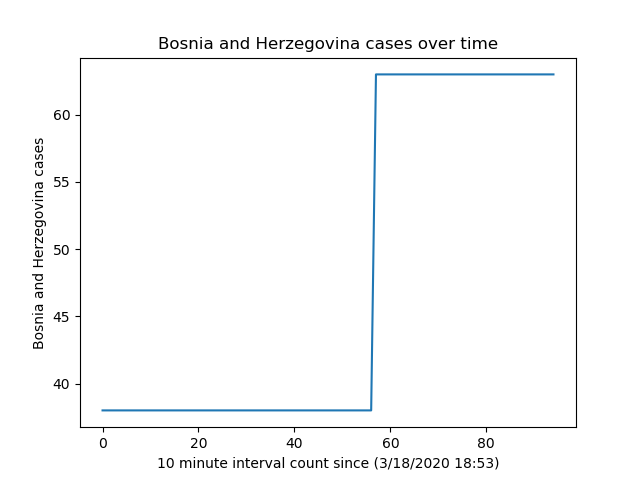 Bosnia and Herzegovina cases over time
Bosnia and Herzegovina cases
60
55
50
45
40
0 20 40 60 80
10 minute interval count since (3/18/2020 18:53)